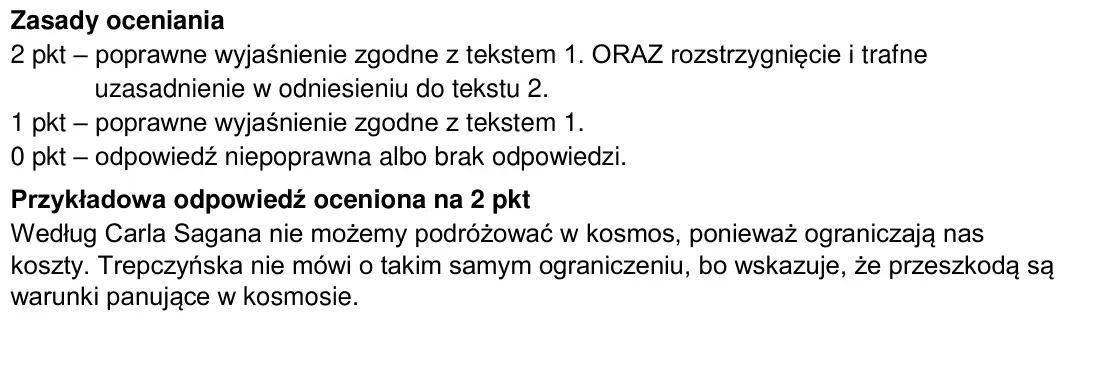 Zasady oceniania
2 pkt – poprawne wyjaśnienie zgodne z tekstem 1. ORAZ rozstrzygnięcie i trafne
uzasadnienie w odniesieniu do tekstu 2.
1 pkt – poprawne wyjaśnienie zgodne z tekstem 1.
0 pkt – odpowiedź niepoprawna albo brak odpowiedzi.
Przykładowa odpowiedź oceniona na 2 pkt
Według Carla Sagana nie możemy podróżować w kosmos, ponieważ ograniczają nas
koszty. Trepczyńska nie mówi o takim samym ograniczeniu, bo wskazuje, że przeszkodą są
warunki panujące w kosmosie.